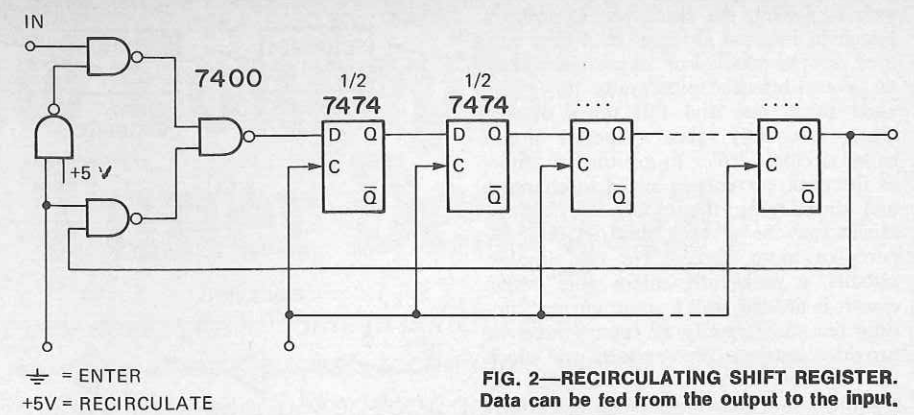 IN
7400
1/2
7474
1/2
7474
....
....
D Q
C
Q̅
D Q
C
Q̅
D Q
C
Q̅
D Q
C
Q̅
+5 V
⏚ = ENTER
+5V = RECIRCULATE
FIG. 2—RECIRCULATING SHIFT REGISTER.
Data can be fed from the output to the input.